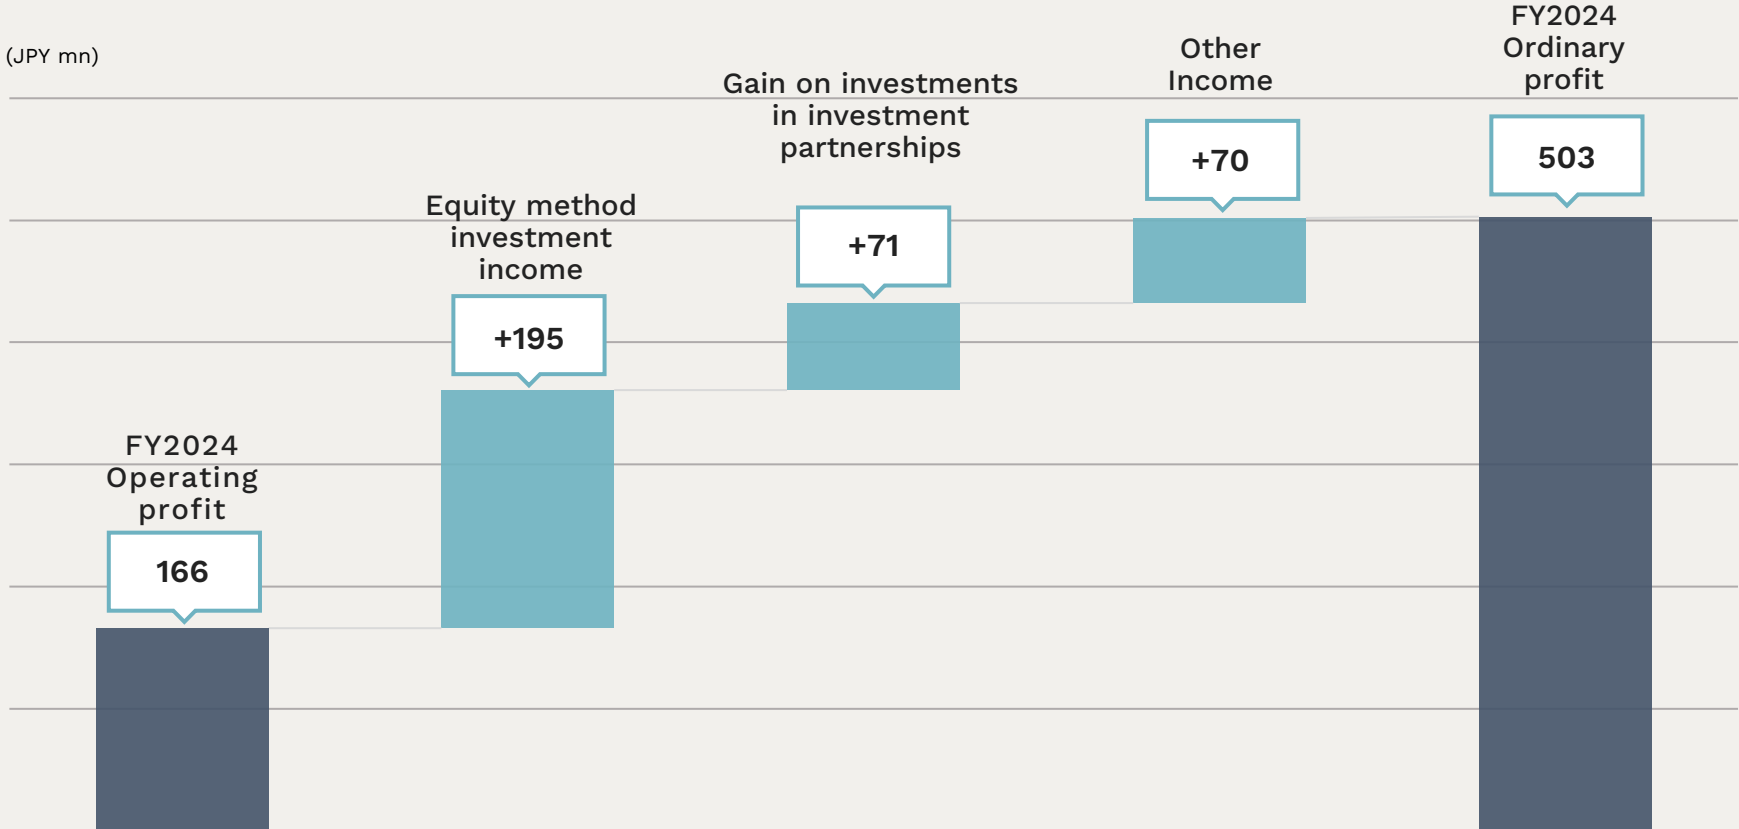 (JPY mn)
FY2024
Operating
profit
166
Equity method
investment
income
+195
Gain on investments
in investment
partnerships
+71
Other
Income
+70
FY2024
Ordinary
profit
503